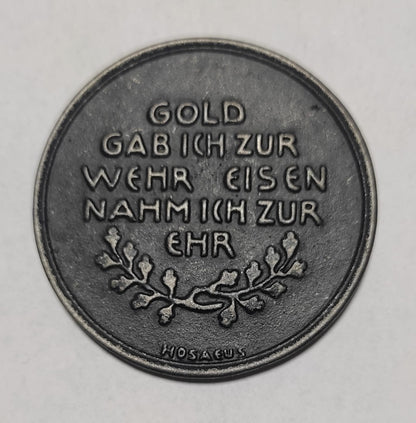 GOLD
GAB ICH ZUR
WEHR EISEN
NAHM ICH ZUR
EHR
HOSAEUS